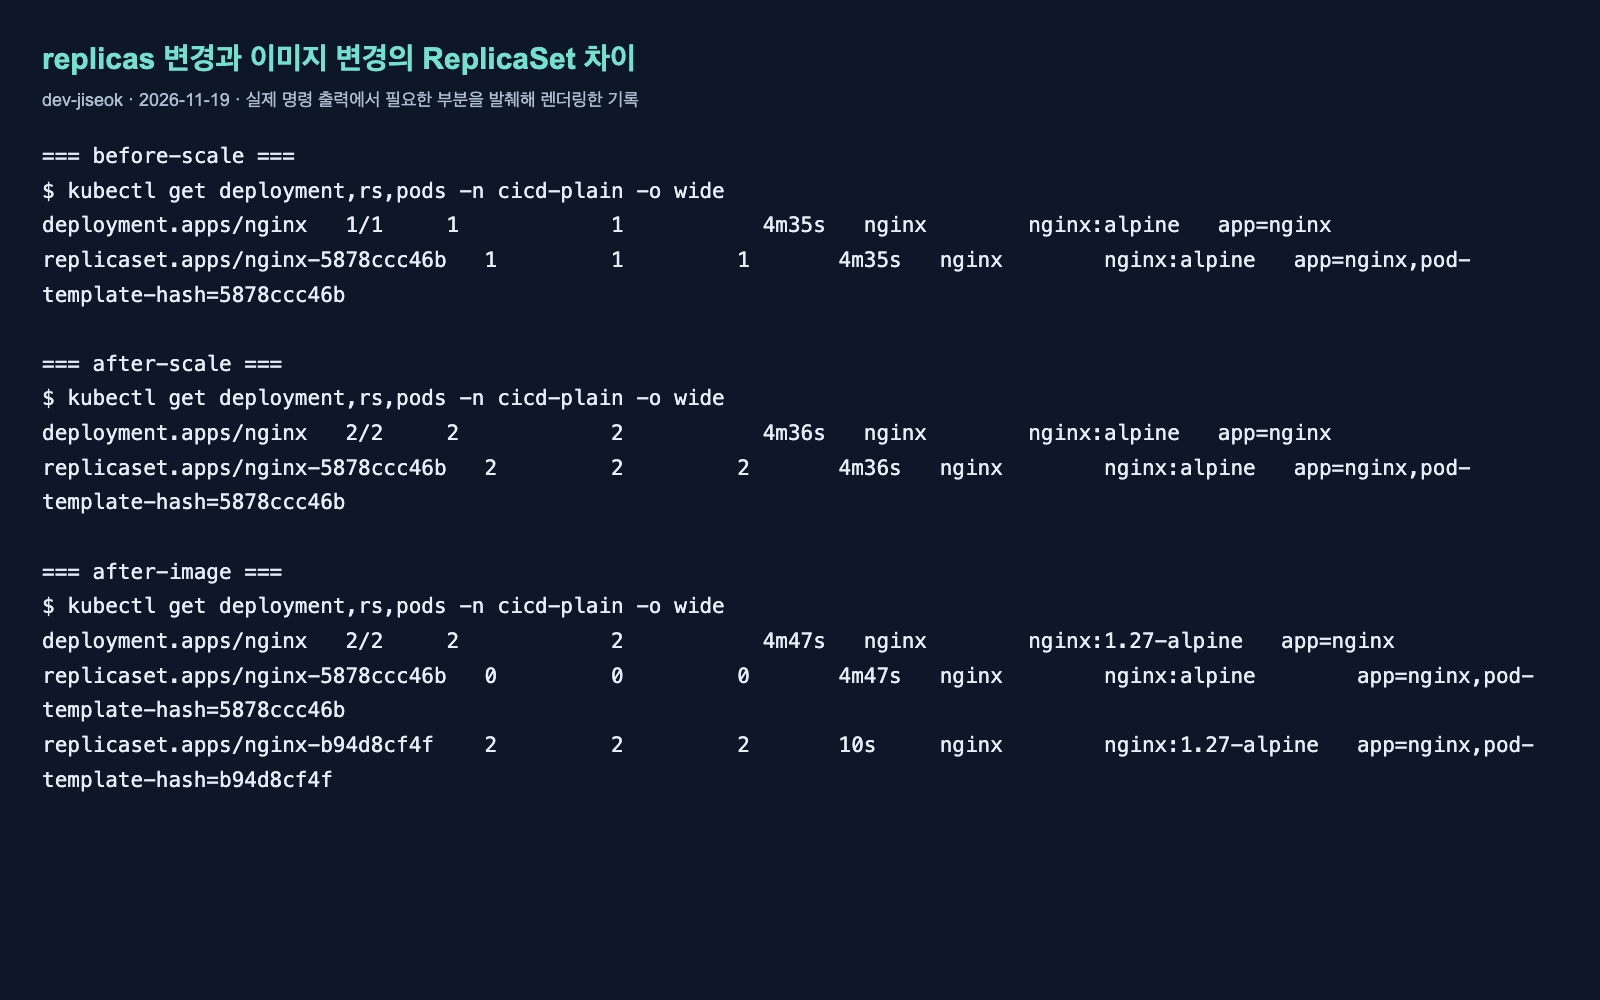 replicas 변경과 이미지 변경의 ReplicaSet 차이
dev-jiseok · 2026-11-19 · 실제 명령 출력에서 필요한 부분을 발췌해 렌더링한 기록
=== before-scale ===
$ kubectl get deployment,rs,pods -n cicd-plain -o wide
deployment.apps/nginx   1/1     1            1           4m35s   nginx        nginx:alpine   app=nginx
replicaset.apps/nginx-5878ccc46b   1         1         1       4m35s   nginx        nginx:alpine   app=nginx,pod-
template-hash=5878ccc46b
=== after-scale ===
$ kubectl get deployment,rs,pods -n cicd-plain -o wide
deployment.apps/nginx   2/2     2            2           4m36s   nginx        nginx:alpine   app=nginx
replicaset.apps/nginx-5878ccc46b   2         2         2       4m36s   nginx        nginx:alpine   app=nginx,pod-
template-hash=5878ccc46b
=== after-image ===
$ kubectl get deployment,rs,pods -n cicd-plain -o wide
deployment.apps/nginx   2/2     2            2           4m47s   nginx        nginx:1.27-alpine   app=nginx
replicaset.apps/nginx-5878ccc46b   0         0         0       4m47s   nginx        nginx:alpine        app=nginx,pod-
template-hash=5878ccc46b
replicaset.apps/nginx-b94d8cf4f    2         2         2       10s     nginx        nginx:1.27-alpine   app=nginx,pod-
template-hash=b94d8cf4f